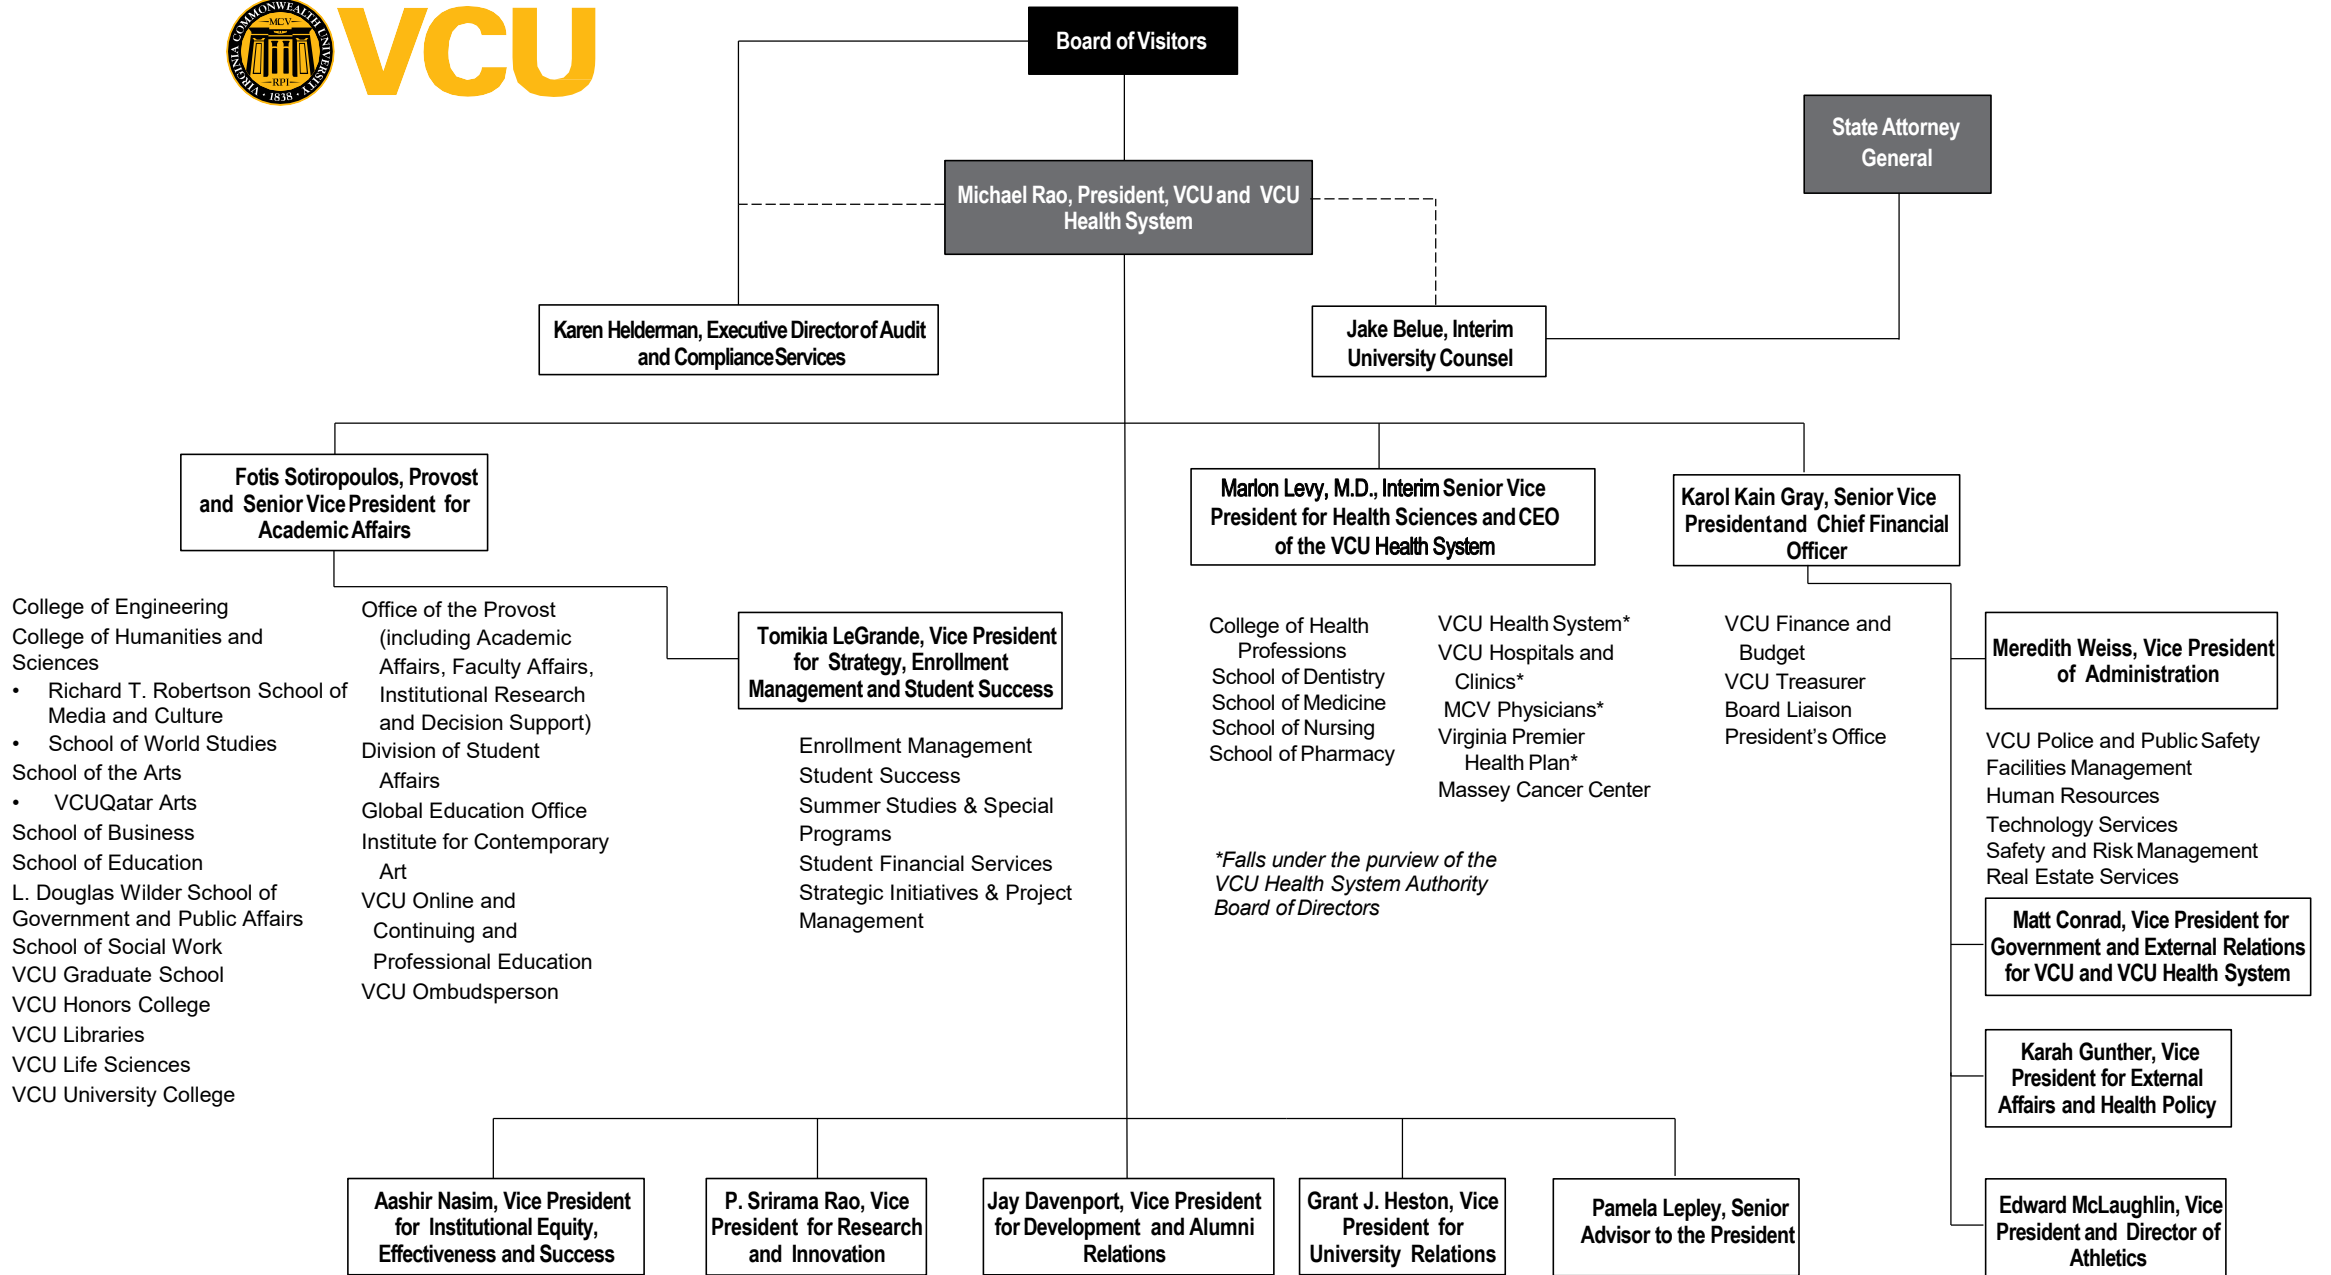 VIRGINIA COMMONWEALTH UNIVERSITY
MCV
RPI
1838
VCU
Board of Visitors
State Attorney
General
Michael Rao, President, VCU and VCU
Health System
Karen Helderman, Executive Director of Audit
and Compliance Services
Jake Belue, Interim
University Counsel
Fotis Sotiropoulos, Provost
and Senior Vice President for
Academic Affairs
Marlon Levy, M.D., Interim Senior Vice
President for Health Sciences and CEO
of the VCU Health System
Karol Kain Gray, Senior Vice
President and Chief Financial
Officer
College of Engineering
College of Humanities and
Sciences
• Richard T. Robertson School of
Media and Culture
• School of World Studies
School of the Arts
• VCUQatar Arts
School of Business
School of Education
L. Douglas Wilder School of
Government and Public Affairs
School of Social Work
VCU Graduate School
VCU Honors College
VCU Libraries
VCU Life Sciences
VCU University College
Office of the Provost
(including Academic
Affairs, Faculty Affairs,
Institutional Research
and Decision Support)
Division of Student
Affairs
Global Education Office
Institute for Contemporary
Art
VCU Online and
Continuing and
Professional Education
VCU Ombudsperson
Tomikia LeGrande, Vice President
for Strategy, Enrollment
Management and Student Success
Enrollment Management
Student Success
Summer Studies & Special
Programs
Student Financial Services
Strategic Initiatives & Project
Management
College of Health
Professions
School of Dentistry
School of Medicine
School of Nursing
School of Pharmacy
VCU Health System*
VCU Hospitals and
Clinics*
MCV Physicians*
Virginia Premier
Health Plan*
Massey Cancer Center
*Falls under the purview of the
VCU Health System Authority
Board of Directors
VCU Finance and
Budget
VCU Treasurer
Board Liaison
President's Office
Meredith Weiss, Vice President
of Administration
VCU Police and Public Safety
Facilities Management
Human Resources
Technology Services
Safety and Risk Management
Real Estate Services
Matt Conrad, Vice President for
Government and External Relations
for VCU and VCU Health System
Karah Gunther, Vice
President for External
Affairs and Health Policy
Edward McLaughlin, Vice
President and Director of
Athletics
Aashir Nasim, Vice President
for Institutional Equity,
Effectiveness and Success
P. Srirama Rao, Vice
President for Research
and Innovation
Jay Davenport, Vice President
for Development and Alumni
Relations
Grant J. Heston, Vice
President for
University Relations
Pamela Lepley, Senior
Advisor to the President